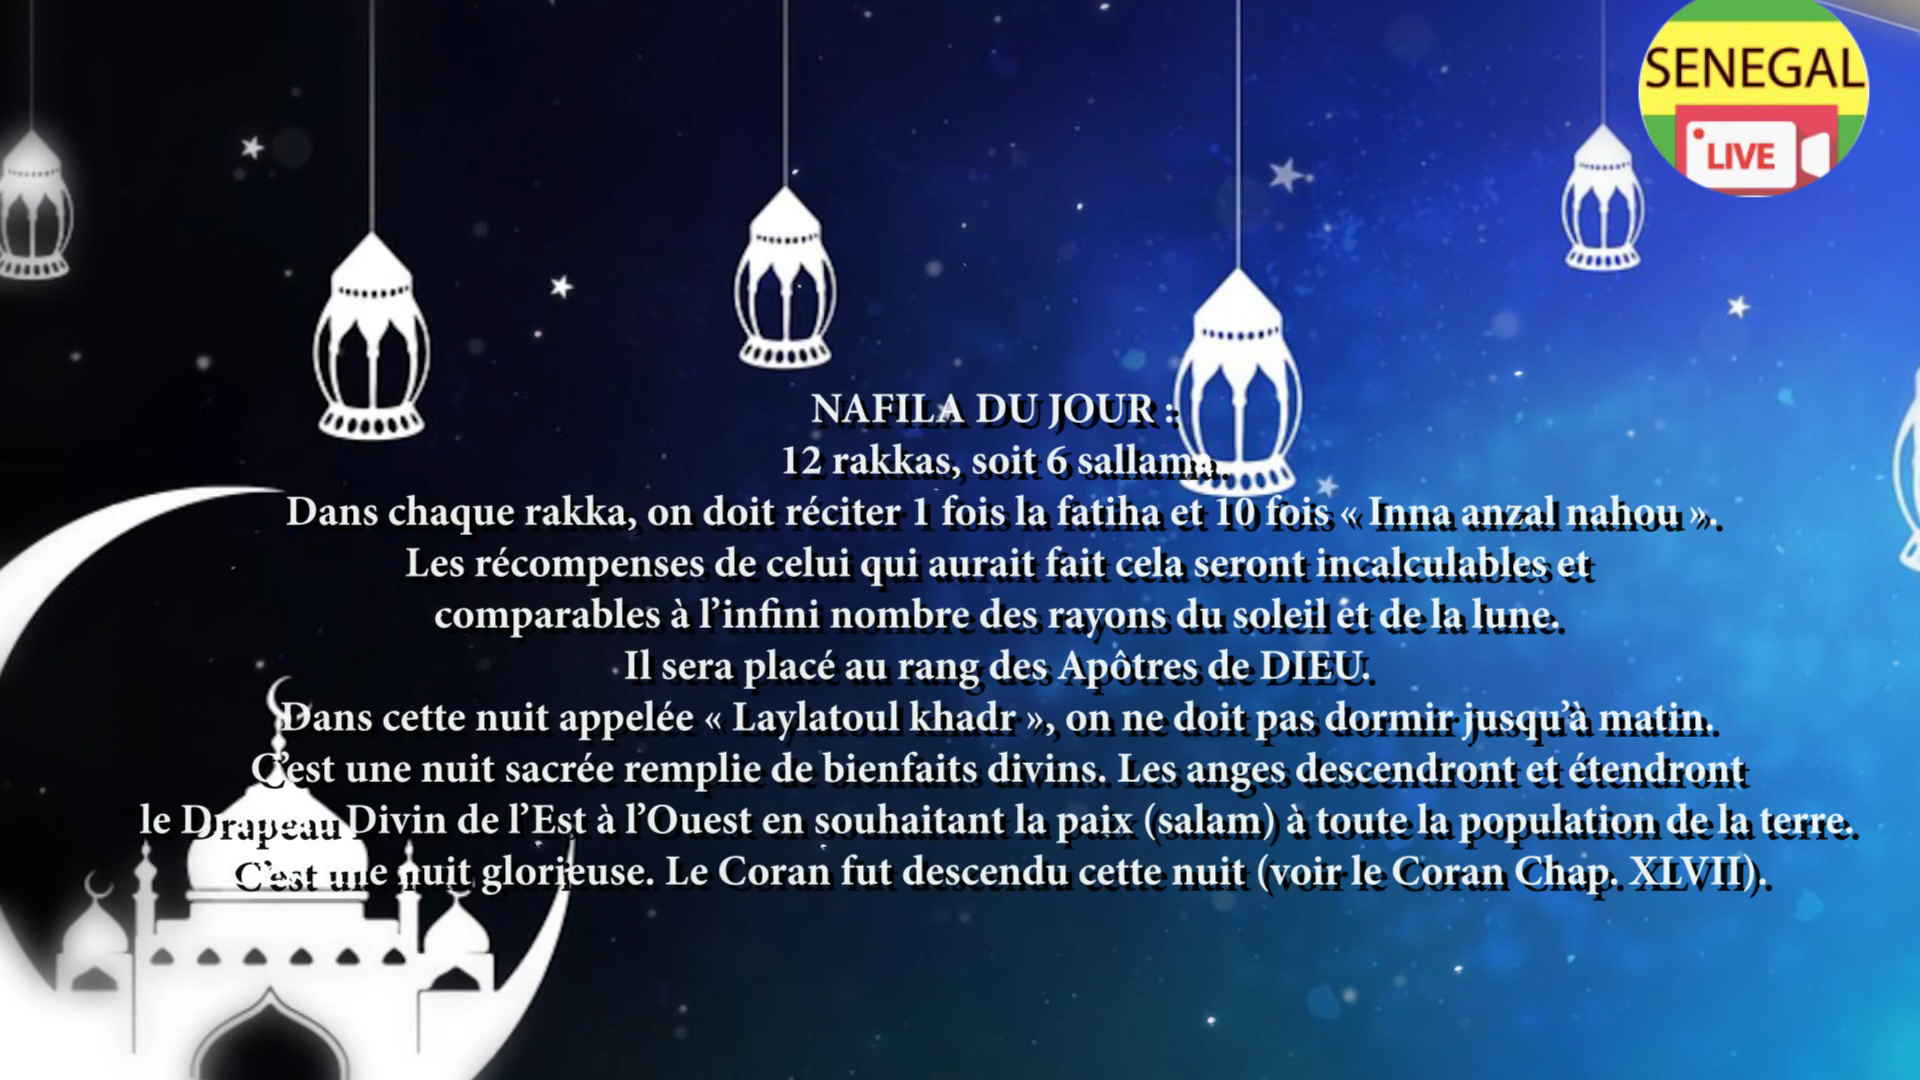 SENEGAL
LIVE
NAFILA DU JOUR :
12 rakkas, soit 6 sallama.
Dans chaque rakka, on doit réciter 1 fois la fatiha et 10 fois « Inna anzal nahou ».
Les récompenses de celui qui aurait fait cela seront incalculables et
comparables à l’infini nombre des rayons du soleil et de la lune.
Il sera placé au rang des Apôtres de DIEU.
Dans cette nuit appelée « Laylatoul khadr », on ne doit pas dormir jusqu’à matin.
C’est une nuit sacrée remplie de bienfaits divins. Les anges descendront et étendront
le Drapeau Divin de l’Est à l’Ouest en souhaitant la paix (salam) à toute la population de la terre.
C’est une nuit glorieuse. Le Coran fut descendu cette nuit (voir le Coran Chap. XLVII).